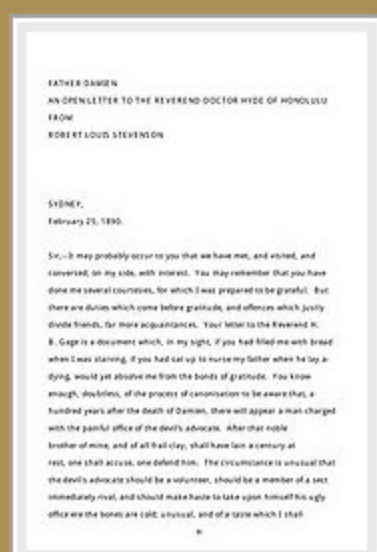 FATHER DAMIEN
AN OPEN LETTER TO THE REVEREND DOCTOR HYDE OF HONOLULU
FROM
ROBERT LOUIS STEVENSON
SYDNEY,
February 25, 1890.
Sir,--It may probably occur to you that we have met, and visited, and
conversed; on my side, with interest. You may remember that you have
done me several courtesies, for which I was prepared to be grateful. But
there are duties which come before gratitude, and offences which justly
divide friends, far more acquaintances. Your letter to the Reverend H.
B. Gage is a document which, in my sight, if you had filled me with bread
when I was starving, if you had sat up to nurse my father when he lay a-
dying, would yet absolve me from the bonds of gratitude. You know
enough, doubtless, of the process of canonisation to be aware that, a
hundred years after the death of Damien, there will appear a man charged
with the painful office of the devil's advocate. After that noble
brother of mine, and of all frail clay, shall have lain a century at
rest, one shall accuse, one defend him. The circumstance is unusual that
the devil's advocate should be a volunteer, should be a member of a sect
immediately rival, and should make haste to take upon himself his ugly
office ere the bones are cold; unusual, and of a taste which I shall